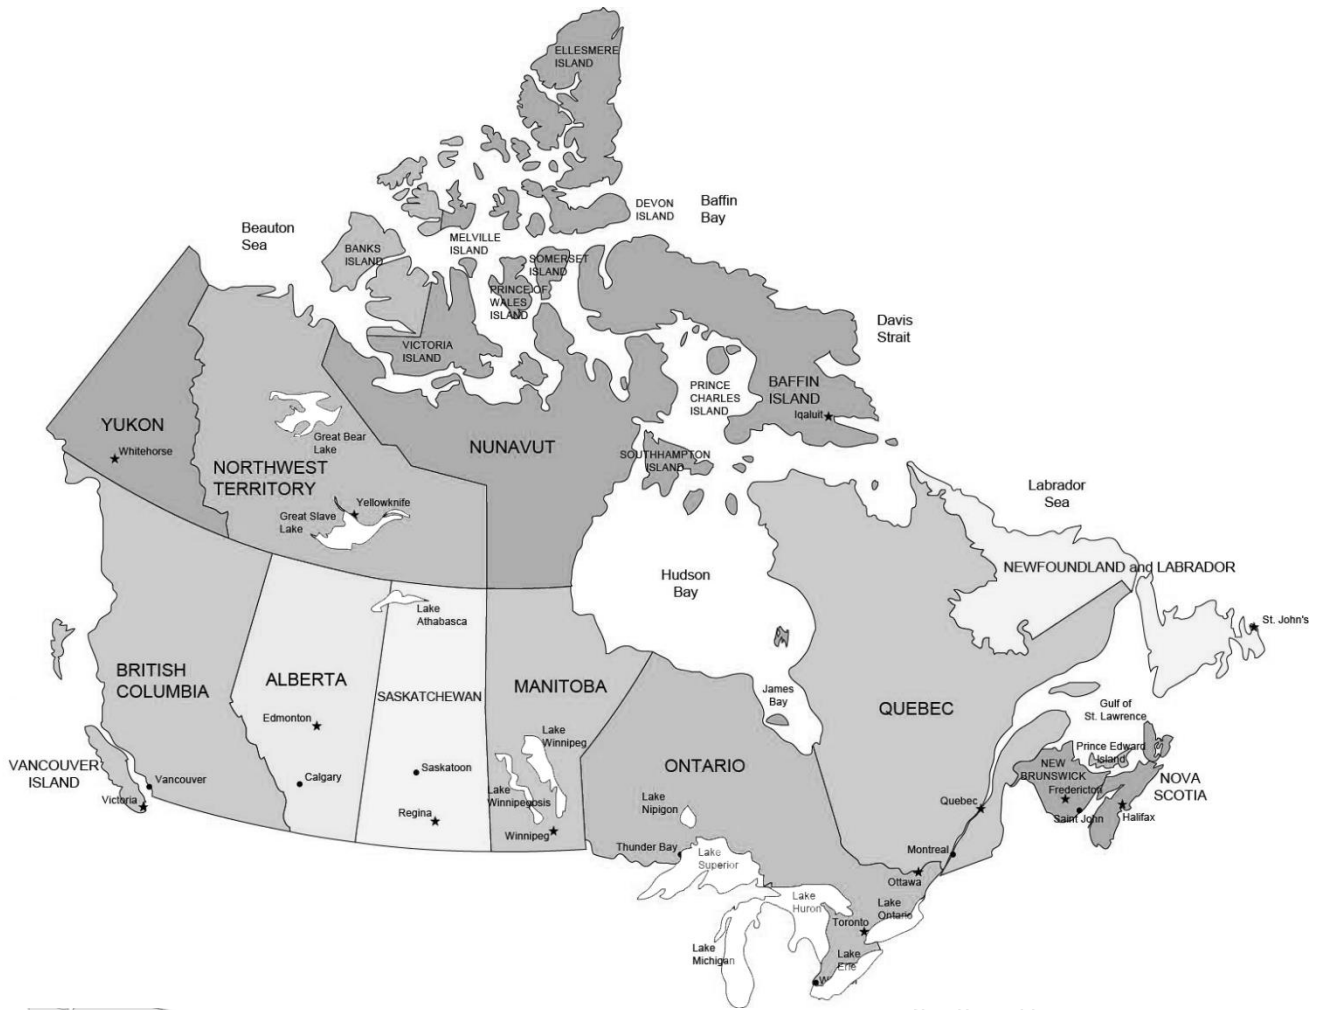 ELLESMERE
ISLAND
DEVON
ISLAND
Baffin
Bay
Beauton
Sea
BANKS
ISLAND
MELVILLE
ISLAND
SOMERSET
ISLAND
PRINCE OF
WALES
ISLAND
VICTORIA
ISLAND
Davis
Strait
PRINCE
CHARLES
ISLAND
BAFFIN
ISLAND
Iqaluit
YUKON
Whitehorse
Great Bear
Lake
NORTHWEST
TERRITORY
NUNAVUT
SOUTHHAMPTON
ISLAND
Yellowknife
Great Slave
Lake
Labrador
Sea
Hudson
Bay
NEWFOUNDLAND and LABRADOR
St. John's
Lake
Athabasca
BRITISH
COLUMBIA
ALBERTA
SASKATCHEWAN
MANITOBA
James
Bay
QUEBEC
Gulf of
St. Lawrence
Edmonton
Lake
Winnipeg
VANCOUVER
ISLAND
Vancouver
Victoria
Calgary
Saskatoon
Regina
Lake
Winnipegosis
Winnipeg
ONTARIO
Lake
Nipigon
Thunder Bay
Lake
Superior
Prince Edward
Island
NEW
BRUNSWICK
Fredericton
Saint John
NOVA
SCOTIA
Halifax
Quebec
Montreal
Ottawa
Lake
Huron
Lake
Ontario
Toronto
Lake
Michigan
Lake
Erie